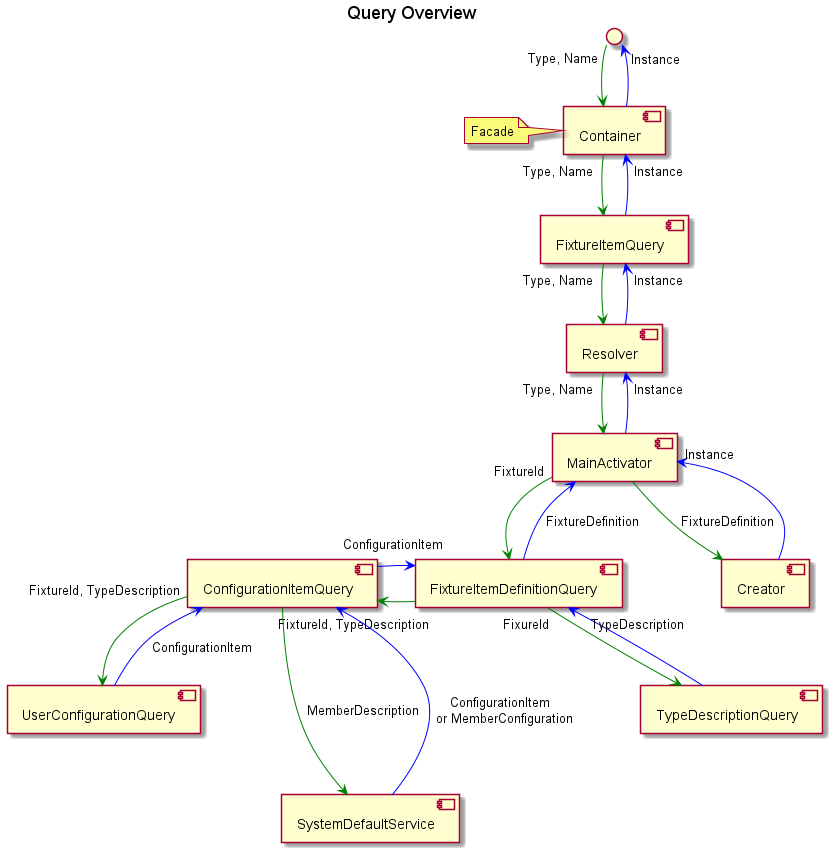 Query Overview
Type, Name
Instance
Facade
Container
Type, Name
Instance
FixtureItemQuery
Type, Name
Instance
Resolver
Type, Name
Instance
MainActivator
Instance
FixtureId
FixtureDefinition
FixtureDefinition
ConfigurationItem
ConfigurationItemQuery
FixtureItemDefinitionQuery
Creator
FixtureId, TypeDescription
FixtureId, TypeDescription
FixureId
TypeDescription
ConfigurationItem
UserConfigurationQuery
MemberDescription
ConfigurationItem
or MemberConfiguration
TypeDescriptionQuery
SystemDefaultService